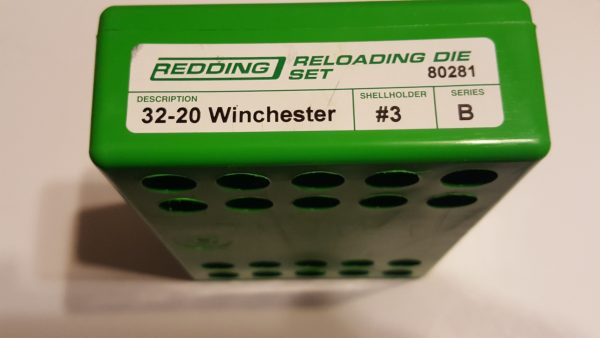 REDDING RELOADING DIE
SET 80281
DESCRIPTION SHELLHOLDER SERIES
32-20 Winchester #3 B